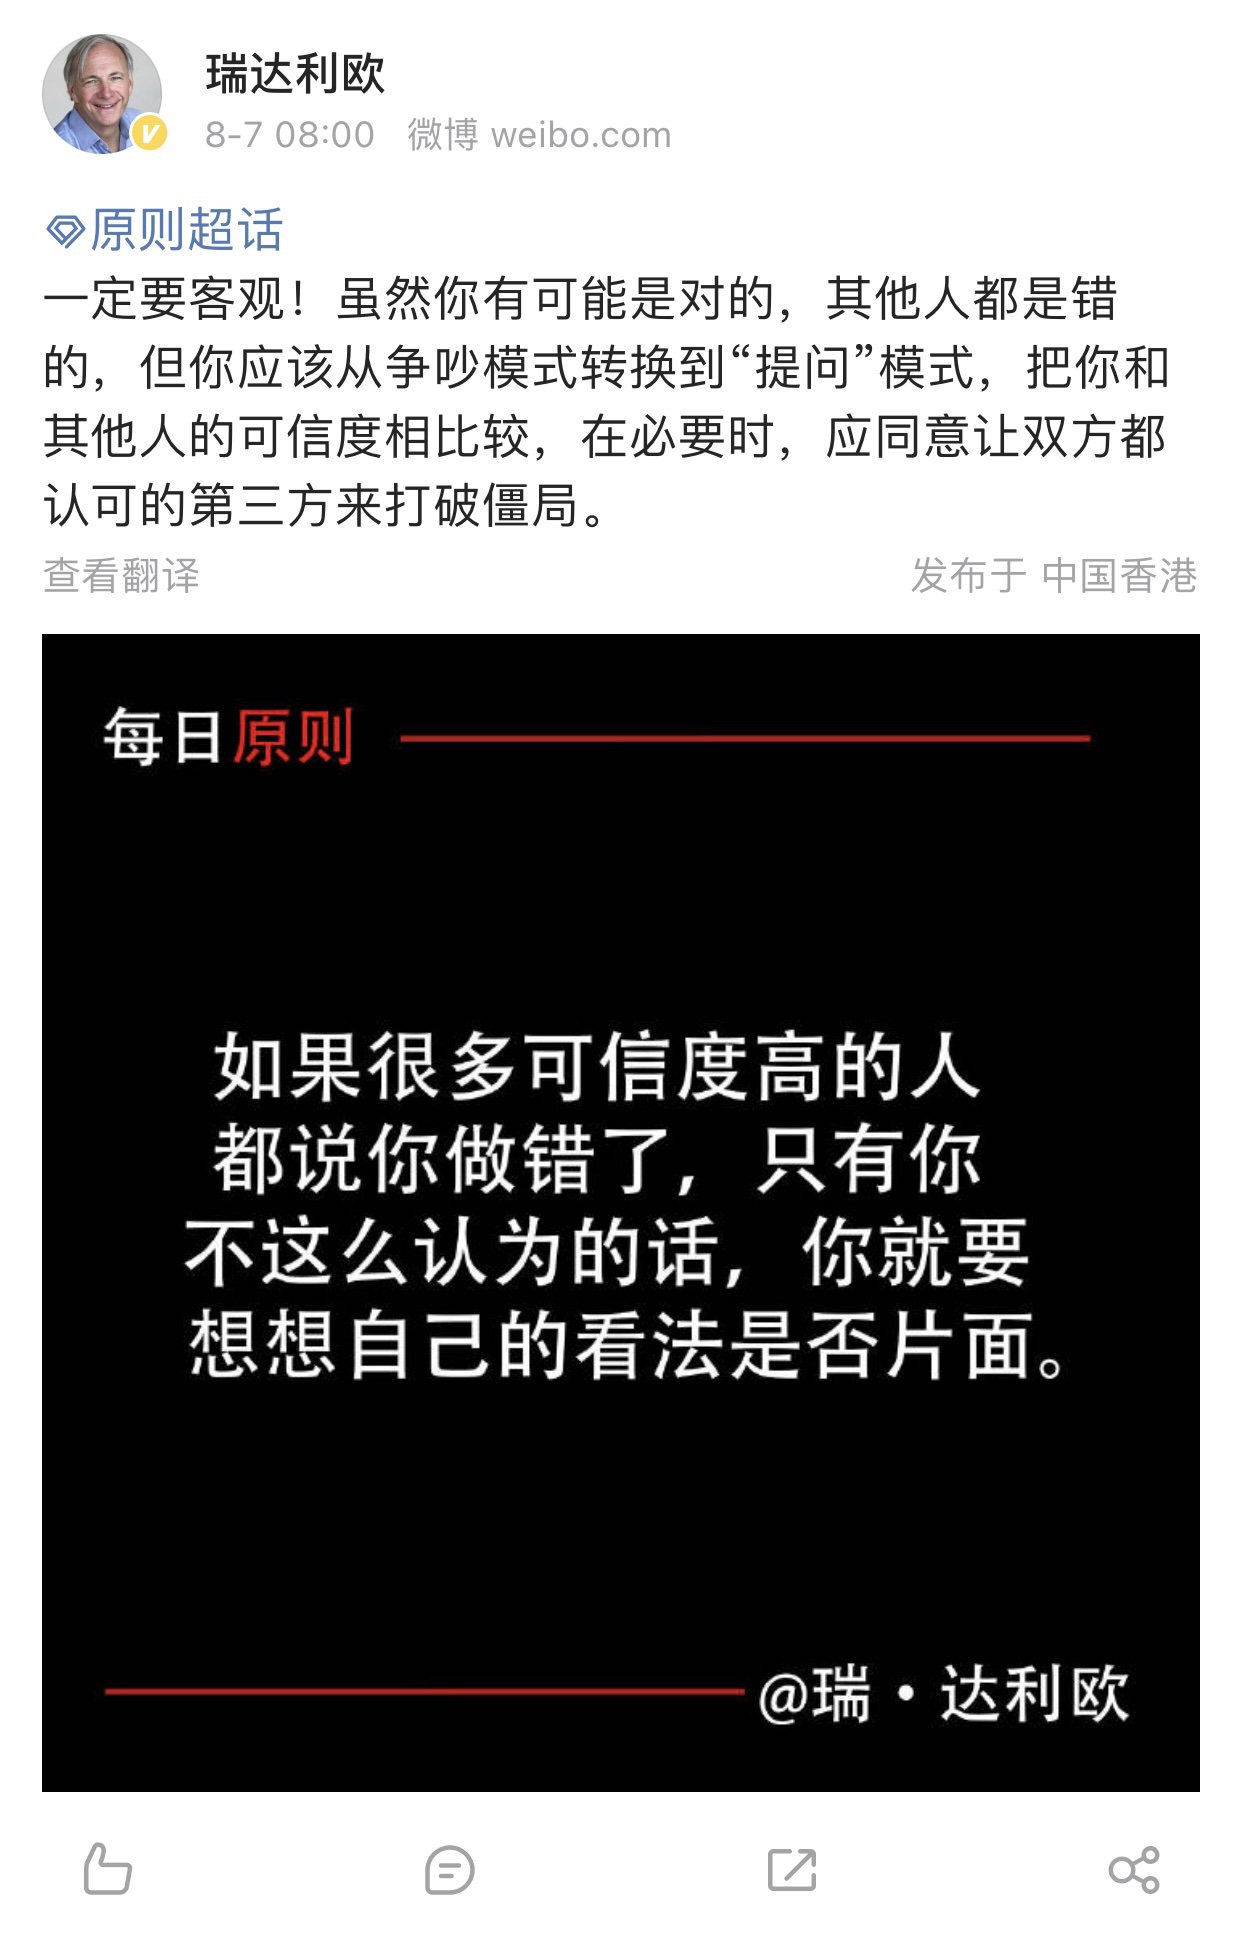 瑞达利欧
8-7 08:00 微博 weibo.com
原则超话
一定要客观！虽然你有可能是对的，其他人都是错
的，但你应该从争吵模式转换到“提问”模式，把你和
其他人的可信度相比较，在必要时，应同意让双方都
认可的第三方来打破僵局。
查看翻译 发布于 中国香港
每日原则
如果很多可信度高的人
都说你做错了，只有你
不这么认为的话，你就要
想想自己的看法是否片面。
@瑞·达利欧